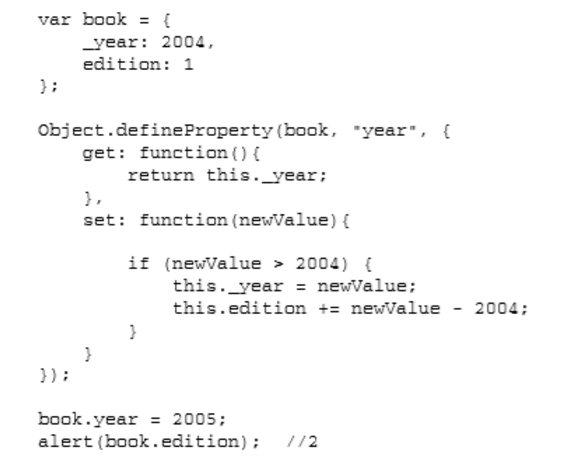 var book = {
    _year: 2004,
    edition: 1
};

Object.defineProperty(book, "year", {
    get: function(){
        return this._year;
    },
    set: function(newValue){

        if (newValue > 2004) {
            this._year = newValue;
            this.edition += newValue - 2004;
        }
    }
});

book.year = 2005;
alert(book.edition);  //2